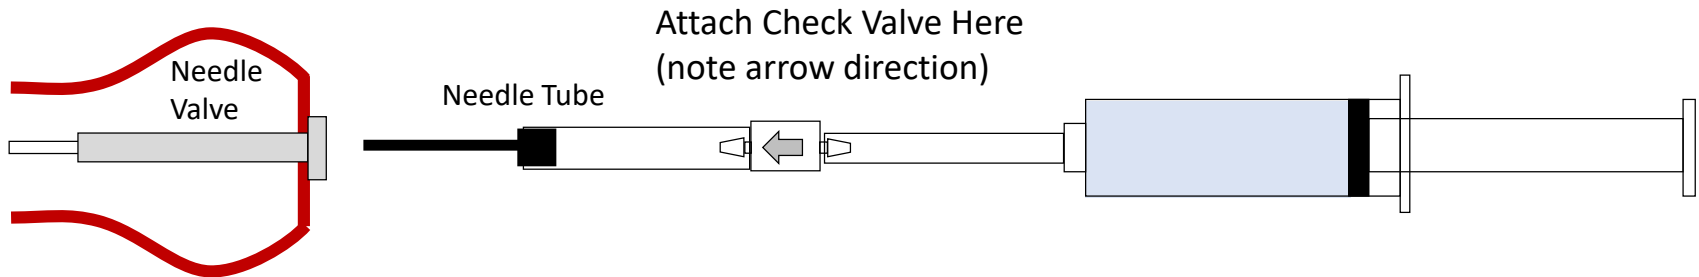 Attach Check Valve Here
(note arrow direction)
Needle
Valve
Needle Tube